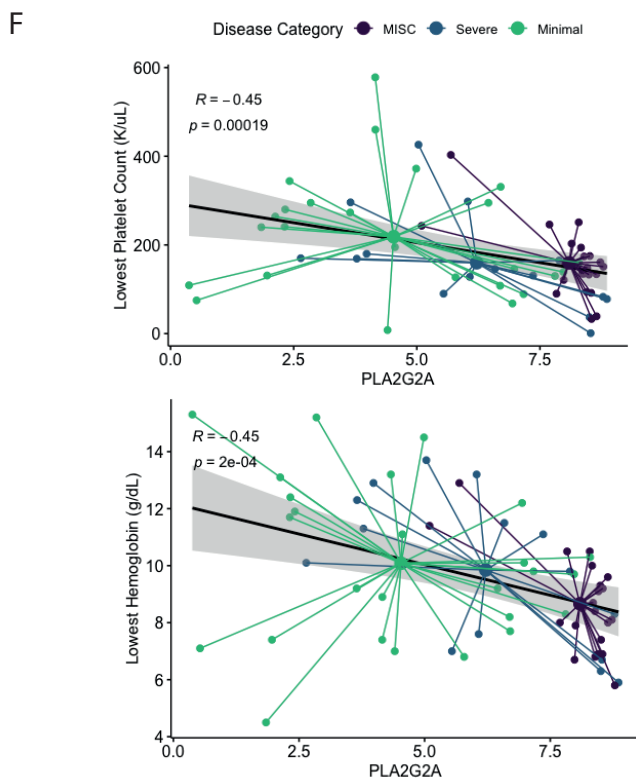 F
Disease Category MISC Severe Minimal
600
400
200
0
R = −0.45
p = 0.00019
Lowest Platelet Count (K/uL)
0.0 2.5 5.0 7.5
PLA2G2A
14
12
10
8
6
4
R = −0.45
p = 2e-04
Lowest Hemoglobin (g/dL)
0.0 2.5 5.0 7.5
PLA2G2A